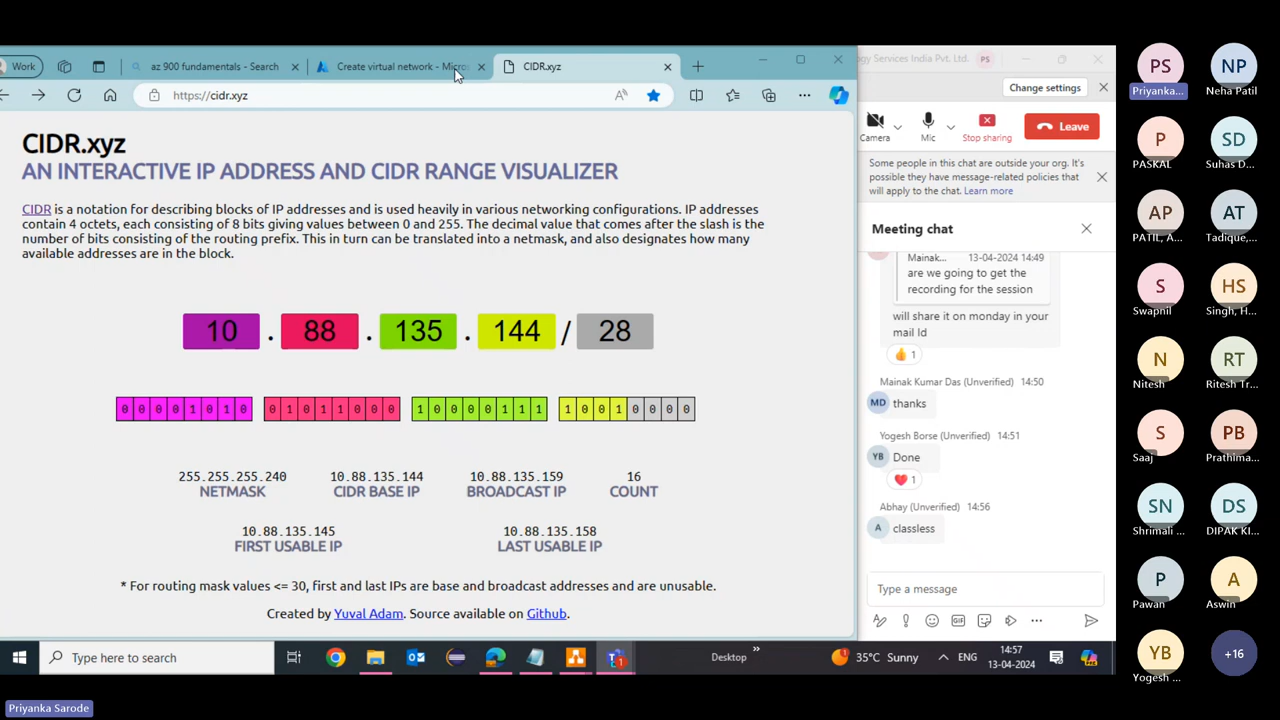 Work
az 900 fundamentals - Search
Create virtual network - Micros
CIDR.xyz
https://cidr.xyz
CIDR.xyz
AN INTERACTIVE IP ADDRESS AND CIDR RANGE VISUALIZER
CIDR is a notation for describing blocks of IP addresses and is used heavily in various networking configurations. IP addresses
contain 4 octets, each consisting of 8 bits giving values between 0 and 255. The decimal value that comes after the slash is the
number of bits consisting of the routing prefix. This in turn can be translated into a netmask, and also designates how many
available addresses are in the block.
10 . 88 . 135 . 144 / 28
0 0 0 0 1 0 1 0 0 1 0 1 1 0 0 0 1 0 0 0 0 1 1 1 1 0 0 1 0 0 0 0
255.255.255.240 10.88.135.144 10.88.135.159 16
NETMASK CIDR BASE IP BROADCAST IP COUNT
10.88.135.145 10.88.135.158
FIRST USABLE IP LAST USABLE IP
* For routing mask values <= 30, first and last IPs are base and broadcast addresses and are unusable.
Created by Yuval Adam. Source available on Github.
gy Services India Pvt. Ltd. PS
Change settings
Camera Mic Stop sharing Leave
Some people in this chat are outside your org. It's
possible they have message-related policies that
will apply to the chat. Learn more
Meeting chat
Mainak... 13-04-2024 14:49
are we going to get the
recording for the session
will share it on monday in your
mail Id
👍 1
Mainak Kumar Das (Unverified) 14:50
MD thanks
Yogesh Borse (Unverified) 14:51
YB Done
❤️ 1
Abhay (Unverified) 14:56
A classless
Type a message
GIF
Type here to search
Desktop
35°C Sunny
ENG
14:57
13-04-2024
PS NP
Priyanka... Neha Patil
P SD
PASKAL Suhas D...
AP AT
PATIL, A... Tadique,...
S HS
Swapnil Singh, H...
N RT
Nitesh Ritesh Tr...
S PB
Saaj Prathima...
SN DS
Shrimali ... DIPAK KI...
P A
Pawan Aswin
YB +16
Yogesh ...
Priyanka Sarode